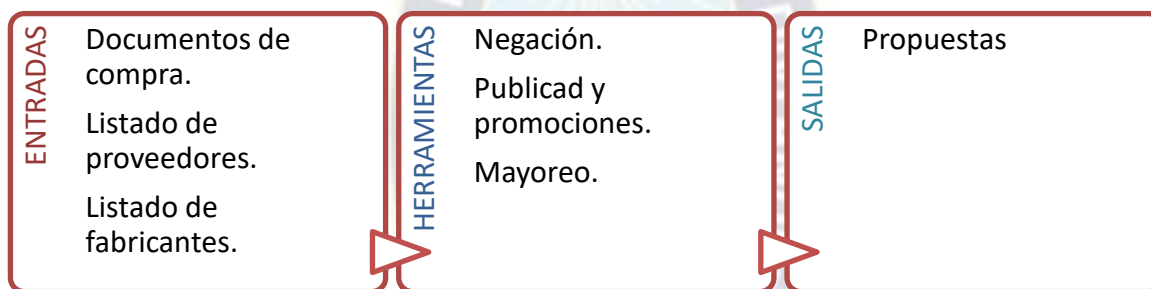 ENTRADAS
Documentos de
compra.
Listado de
proveedores.
Listado de
fabricantes.
HERRAMIENTAS
Negación.
Publicad y
promociones.
Mayoreo.
SALIDAS
Propuestas